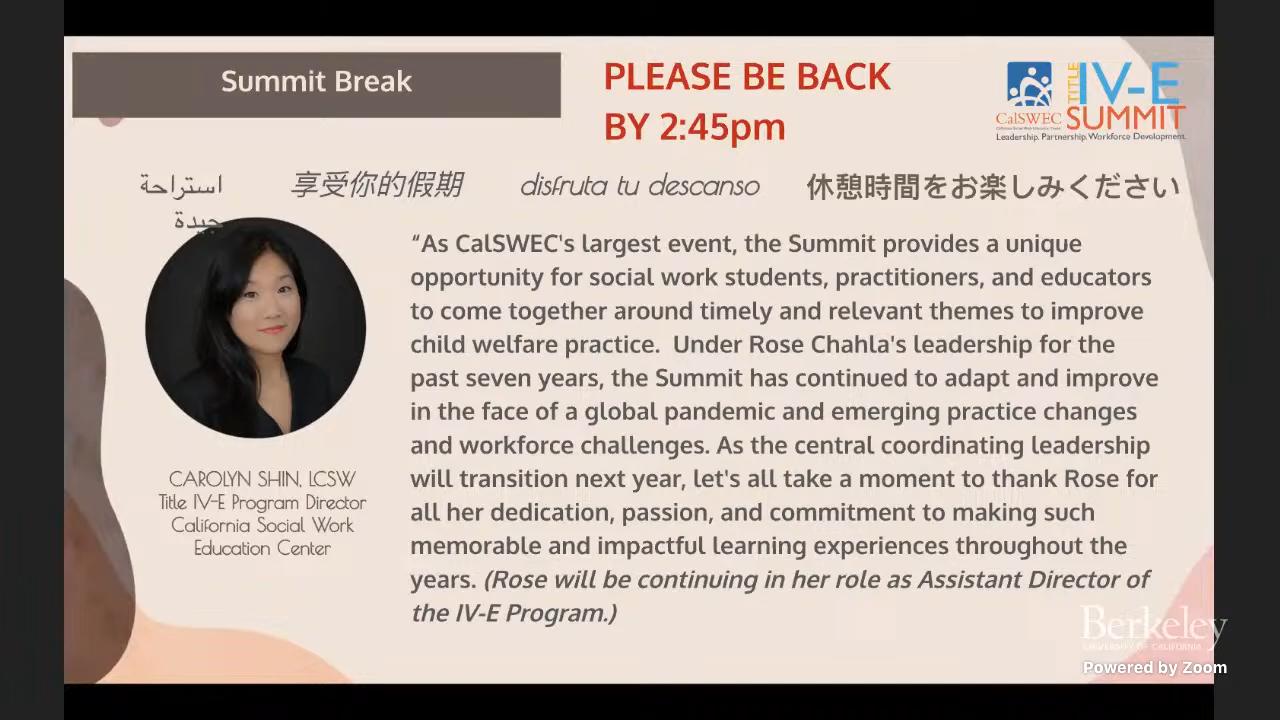 Summit Break
PLEASE BE BACK
BY 2:45pm
CalSWEC
TITLE
IV-E
SUMMIT
Leadership. Partnership. Workforce Development.
استراحة
جيدة
享受你的假期
disfruta tu descanso
休憩時間をお楽しみください
“As CalSWEC's largest event, the Summit provides a unique
opportunity for social work students, practitioners, and educators
to come together around timely and relevant themes to improve
child welfare practice.  Under Rose Chahla's leadership for the
past seven years, the Summit has continued to adapt and improve
in the face of a global pandemic and emerging practice changes
and workforce challenges. As the central coordinating leadership
will transition next year, let's all take a moment to thank Rose for
all her dedication, passion, and commitment to making such
memorable and impactful learning experiences throughout the
years. (Rose will be continuing in her role as Assistant Director of
the IV-E Program.)
CAROLYN SHIN, LCSW
Title IV-E Program Director
California Social Work
Education Center
Berkeley
UNIVERSITY OF CALIFORNIA
Powered by Zoom